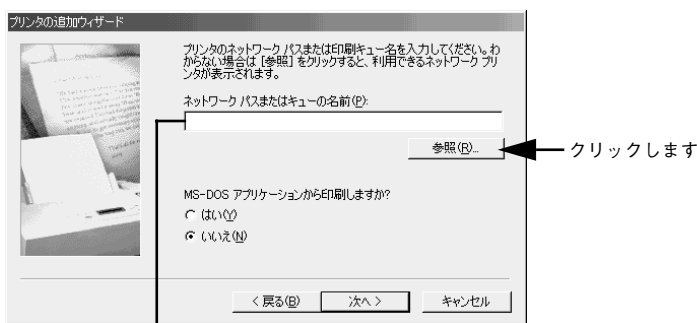 プリンタの追加ウィザード
プリンタのネットワーク パスまたは印刷キュー名を入力してください。わ
からない場合は [参照] をクリックすると、利用できるネットワーク プリ
ンタが表示されます。
ネットワーク パスまたはキューの名前(P):
参照(R)...
クリックします
MS-DOS アプリケーションから印刷しますか?
はい(Y)
いいえ(N)
< 戻る(B)
次へ >
キャンセル